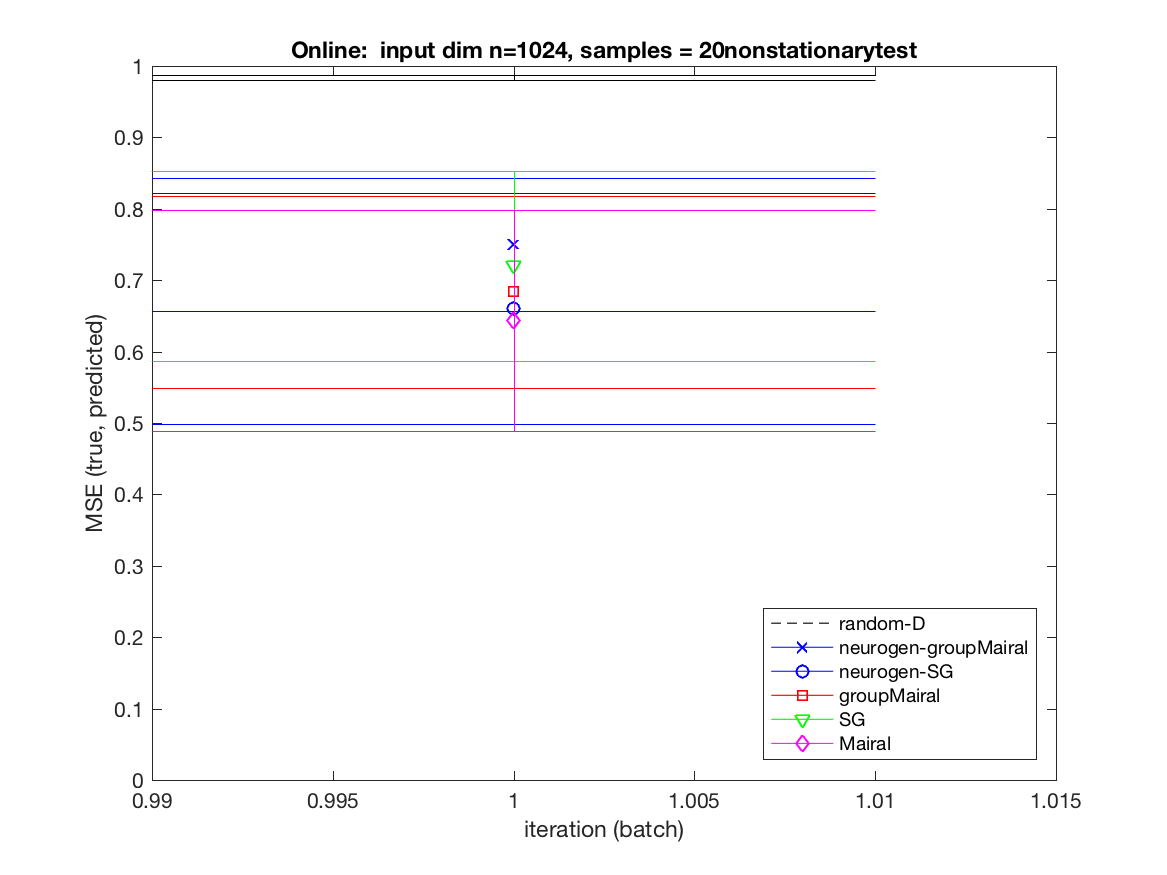 Online:  input dim n=1024, samples = 20nonstationarytest
1
0.9
0.8
0.7
0.6
0.5
0.4
0.3
0.2
0.1
0
MSE (true, predicted)
0.99
0.995
1
1.005
1.01
1.015
iteration (batch)
random-D
neurogen-groupMairal
neurogen-SG
groupMairal
SG
Mairal